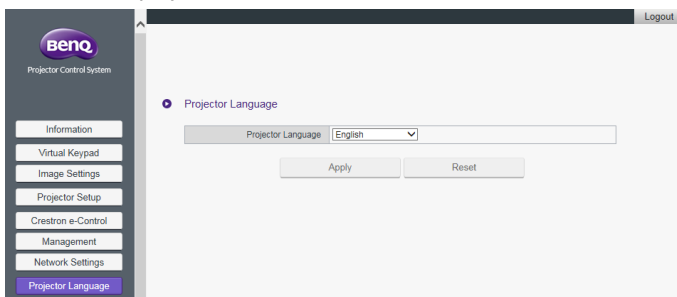 Logout
BenQ
Projector Control System
Projector Language
Projector Language English
Apply Reset
Information
Virtual Keypad
Image Settings
Projector Setup
Crestron e-Control
Management
Network Settings
Projector Language